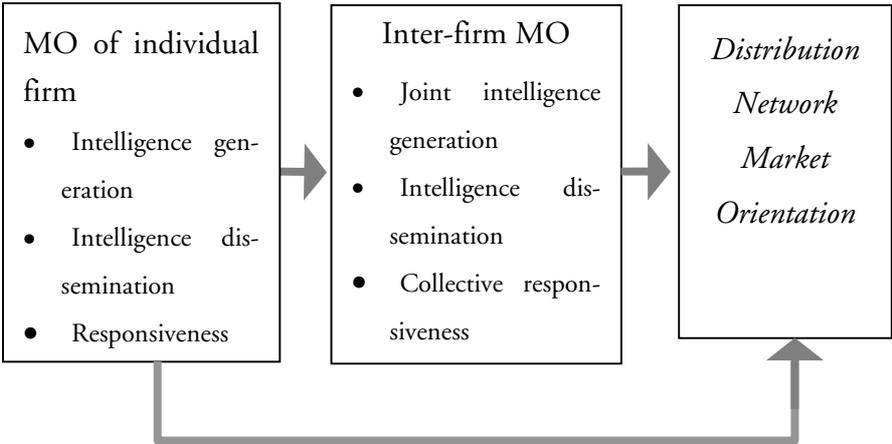 MO of individual
firm
• Intelligence gen-
eration
• Intelligence dis-
semination
• Responsiveness
Inter-firm MO
• Joint intelligence
generation
• Intelligence dis-
semination
• Collective respon-
siveness
Distribution
Network
Market
Orientation